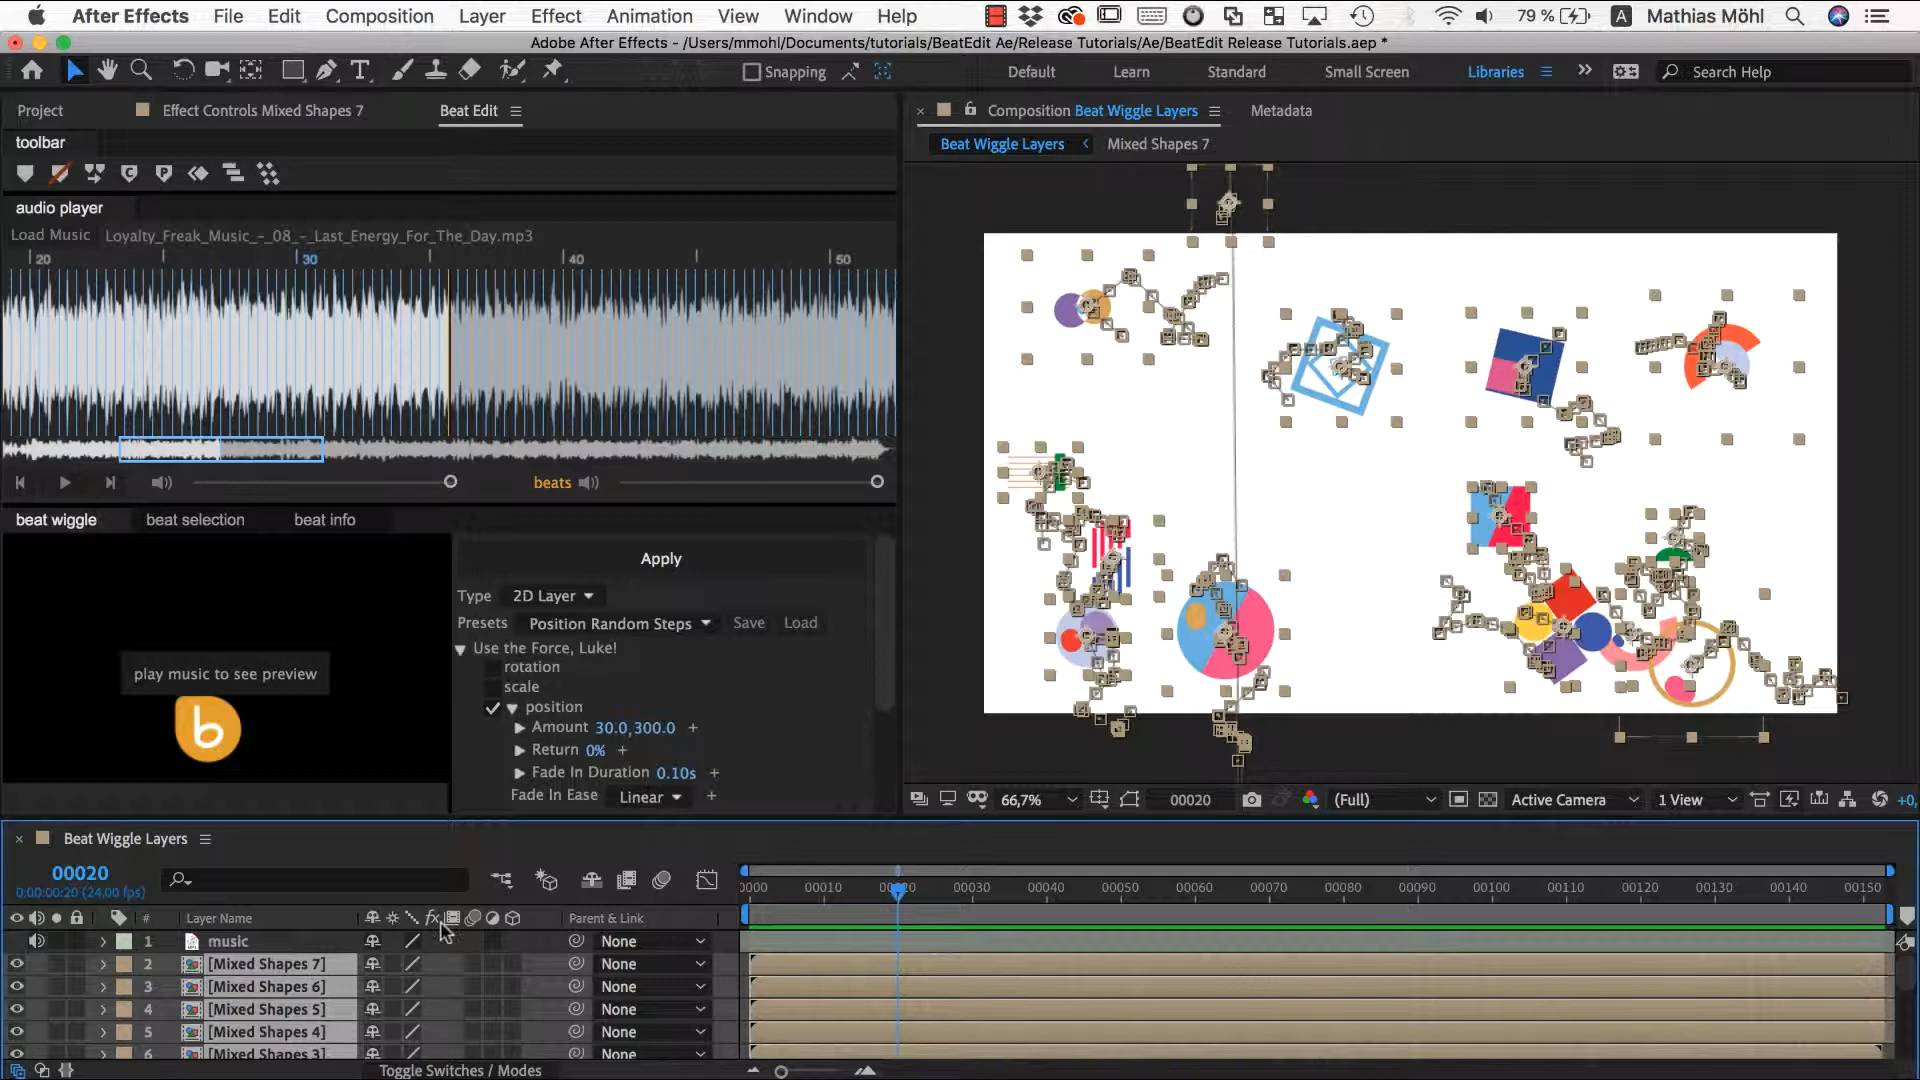 After Effects File Edit Composition Layer Effect Animation View Window Help 79 % A Mathias Möhl
Adobe After Effects - /Users/mmohl/Documents/tutorials/BeatEdit Ae/Release Tutorials/Ae/BeatEdit Release Tutorials.aep *
Snapping Default Learn Standard Small Screen Libraries Search Help
Project Effect Controls Mixed Shapes 7 Beat Edit
Composition Beat Wiggle Layers Metadata
toolbar
Beat Wiggle Layers Mixed Shapes 7
audio player
Load Music Loyalty_Freak_Music_-_08_-_Last_Energy_For_The_Day.mp3
20 30 40 50
beats
beat wiggle beat selection beat info
Apply
Type 2D Layer
Presets Position Random Steps Save Load
Use the Force, Luke!
rotation
play music to see preview
scale
position
b
Amount 30.0,300.0 +
Return 0% +
Fade In Duration 0.10s +
Fade In Ease Linear +
66,7% 00020 (Full) Active Camera 1 View +0,
Beat Wiggle Layers
00020
0:00:00:20 (24.00 fps)
0000 00010 00020 00030 00040 00050 00060 00070 00080 00090 00100 00110 00120 00130 00140 00150
# Layer Name fx Parent & Link
1 music None
2 [Mixed Shapes 7] None
3 [Mixed Shapes 6] None
4 [Mixed Shapes 5] None
5 [Mixed Shapes 4] None
6 [Mixed Shapes 3] None
Toggle Switches / Modes